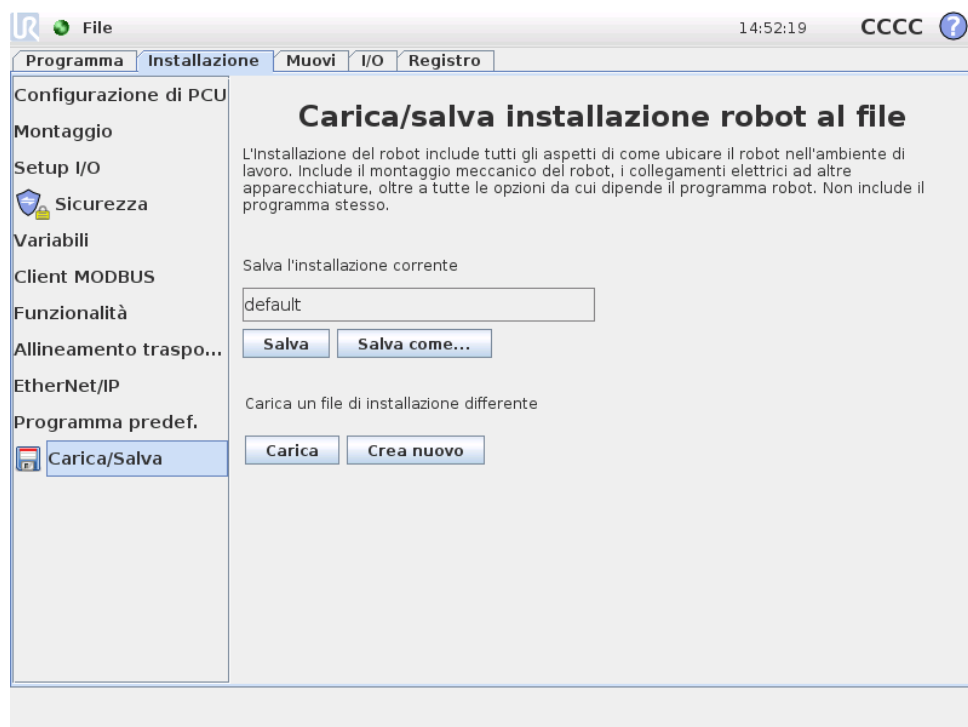 UR File 14:52:19 CCCC ?
Programma Installazione Muovi I/O Registro
Configurazione di PCU
Montaggio
Setup I/O
Sicurezza
Variabili
Client MODBUS
Funzionalità
Allineamento traspo...
EtherNet/IP
Programma predef.
Carica/Salva
Carica/salva installazione robot al file
L'Installazione del robot include tutti gli aspetti di come ubicare il robot nell'ambiente di
lavoro. Include il montaggio meccanico del robot, i collegamenti elettrici ad altre
apparecchiature, oltre a tutte le opzioni da cui dipende il programma robot. Non include il
programma stesso.
Salva l'installazione corrente
default
Salva Salva come...
Carica un file di installazione differente
Carica Crea nuovo